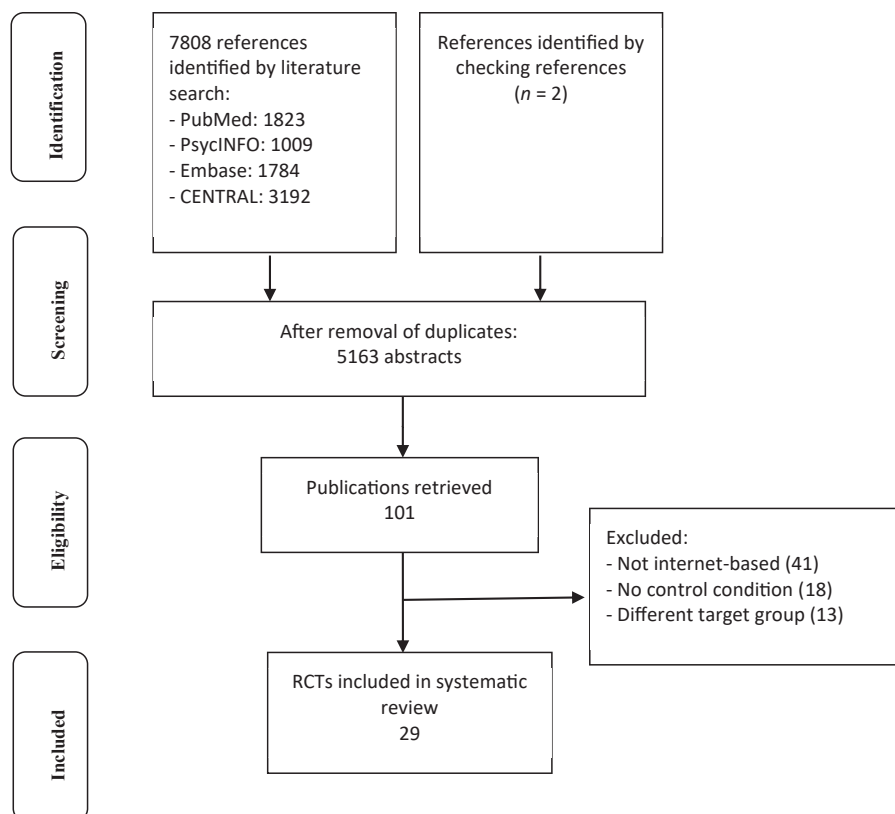 Identification
7808 references
identified by literature
search:
- PubMed: 1823
- PsycINFO: 1009
- Embase: 1784
- CENTRAL: 3192
References identified by
checking references
(n = 2)
Screening
After removal of duplicates:
5163 abstracts
Eligibility
Publications retrieved
101
Excluded:
- Not internet-based (41)
- No control condition (18)
- Different target group (13)
Included
RCTs included in systematic
review
29